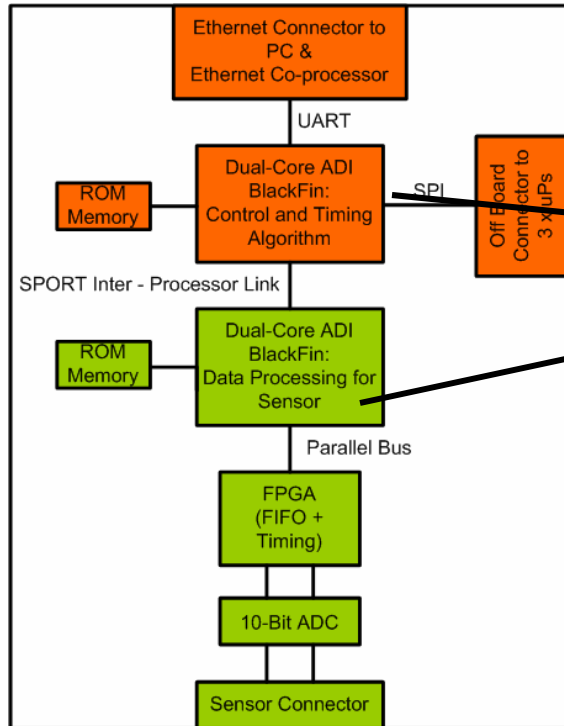 Ethernet Connector to
PC &
Ethernet Co-processor
UART
Dual-Core ADI
BlackFin:
Control and Timing
Algorithm
ROM
Memory
SPI
Off Board
Connector to
3 x uPs
SPORT Inter - Processor Link
Dual-Core ADI
BlackFin:
Data Processing for
Sensor
ROM
Memory
Parallel Bus
FPGA
(FIFO +
Timing)
10-Bit ADC
Sensor Connector